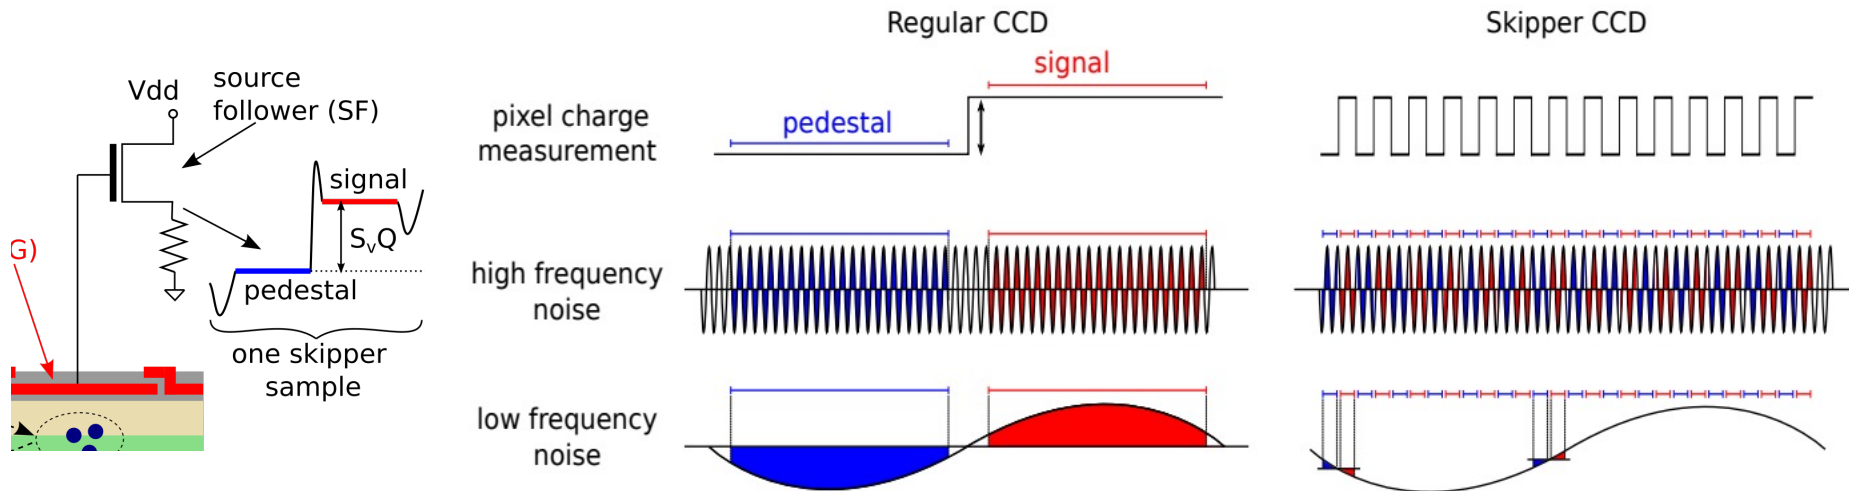 Regular CCD
Skipper CCD
Vdd
source
follower (SF)
signal
SᵥQ
pedestal
one skipper
sample
G)
pixel charge
measurement
pedestal
signal
high frequency
noise
low frequency
noise